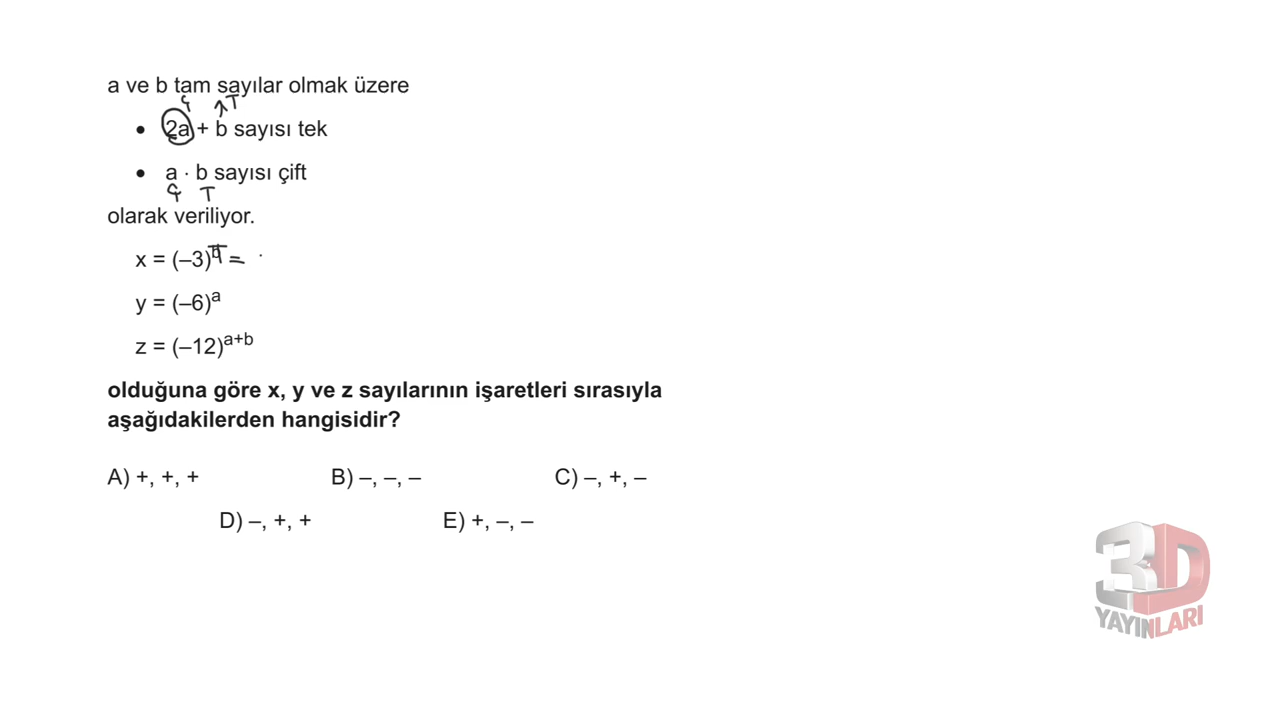 a ve b tam sayılar olmak üzere
Ç T
• 2a + b sayısı tek
• a · b sayısı çift
Ç T
olarak veriliyor.
x = (–3)ᵀ =
y = (–6)ᵃ
z = (–12)ᵃ⁺ᵇ
olduğuna göre x, y ve z sayılarının işaretleri sırasıyla
aşağıdakilerden hangisidir?
A) +, +, + B) –, –, – C) –, +, –
D) –, +, + E) +, –, –
3D
YAYINLARI